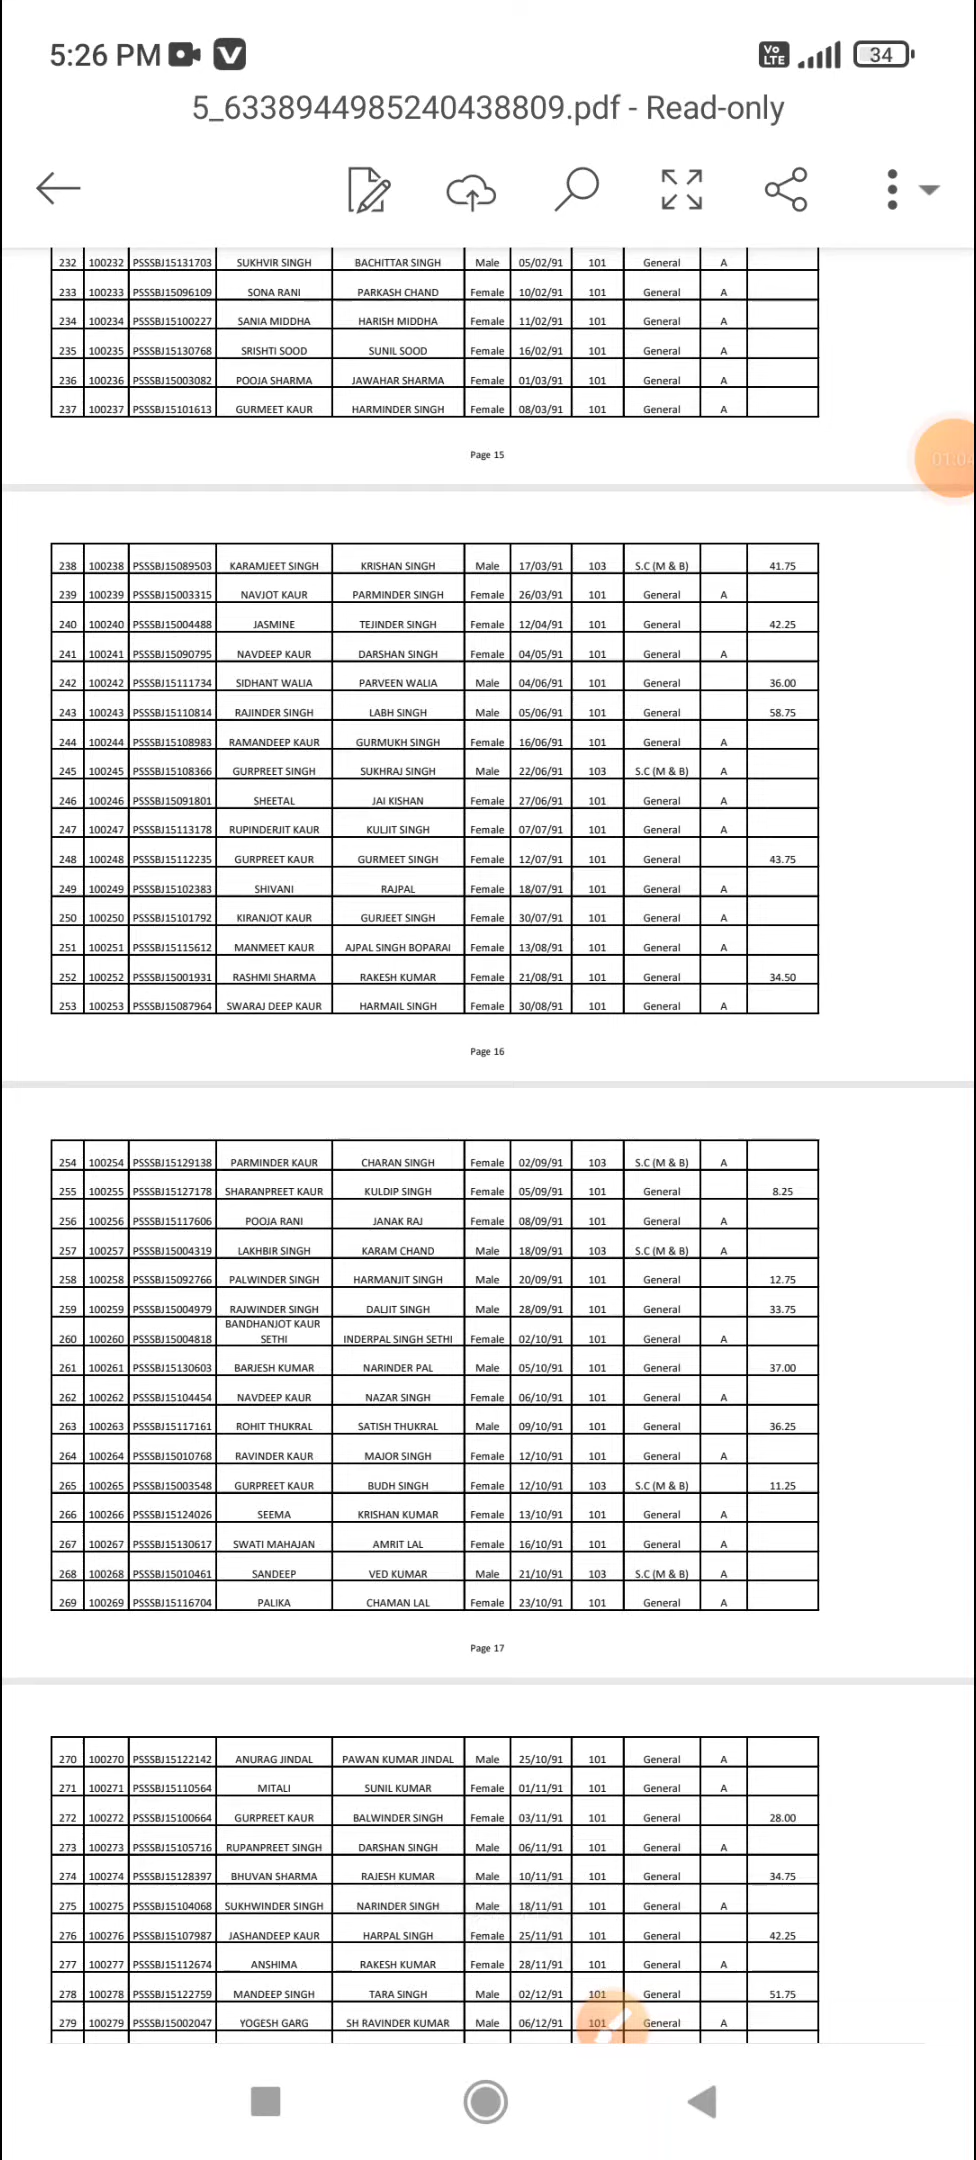 5:26 PM V Vo LTE 34
5_6338944985240438809.pdf - Read-only
232 100232 PSSSBJ15131703 SUKHVIR SINGH BACHITTAR SINGH Male 05/02/91 101 General A
233 100233 PSSSBJ15096109 SONA RANI PARKASH CHAND Female 10/02/91 101 General A
234 100234 PSSSBJ15100227 SANIA MIDDHA HARISH MIDDHA Female 11/02/91 101 General A
235 100235 PSSSBJ15130768 SRISHTI SOOD SUNIL SOOD Female 16/02/91 101 General A
236 100236 PSSSBJ15003082 POOJA SHARMA JAWAHAR SHARMA Female 01/03/91 101 General A
237 100237 PSSSBJ15101613 GURMEET KAUR HARMINDER SINGH Female 08/03/91 101 General A
Page 15
238 100238 PSSSBJ15089503 KARAMJEET SINGH KRISHAN SINGH Male 17/03/91 103 S.C (M & B) 41.75
239 100239 PSSSBJ15003315 NAVJOT KAUR PARMINDER SINGH Female 26/03/91 101 General A
240 100240 PSSSBJ15004488 JASMINE TEJINDER SINGH Female 12/04/91 101 General 42.25
241 100241 PSSSBJ15090795 NAVDEEP KAUR DARSHAN SINGH Female 04/05/91 101 General A
242 100242 PSSSBJ15111734 SIDHANT WALIA PARVEEN WALIA Male 04/06/91 101 General 36.00
243 100243 PSSSBJ15110814 RAJINDER SINGH LABH SINGH Male 05/06/91 101 General 58.75
244 100244 PSSSBJ15108983 RAMANDEEP KAUR GURMUKH SINGH Female 16/06/91 101 General A
245 100245 PSSSBJ15108366 GURPREET SINGH SUKHRAJ SINGH Male 22/06/91 103 S.C (M & B) A
246 100246 PSSSBJ15091801 SHEETAL JAI KISHAN Female 27/06/91 101 General A
247 100247 PSSSBJ15113178 RUPINDERJIT KAUR KULJIT SINGH Female 07/07/91 101 General A
248 100248 PSSSBJ15112235 GURPREET KAUR GURMEET SINGH Female 12/07/91 101 General 43.75
249 100249 PSSSBJ15102383 SHIVANI RAJPAL Female 18/07/91 101 General A
250 100250 PSSSBJ15101792 KIRANJOT KAUR GURJEET SINGH Female 30/07/91 101 General A
251 100251 PSSSBJ15115612 MANMEET KAUR AJPAL SINGH BOPARAI Female 13/08/91 101 General A
252 100252 PSSSBJ15001931 RASHMI SHARMA RAKESH KUMAR Female 21/08/91 101 General 34.50
253 100253 PSSSBJ15087964 SWARAJ DEEP KAUR HARMAIL SINGH Female 30/08/91 101 General A
Page 16
254 100254 PSSSBJ15129138 PARMINDER KAUR CHARAN SINGH Female 02/09/91 103 S.C (M & B) A
255 100255 PSSSBJ15127178 SHARANPREET KAUR KULDIP SINGH Female 05/09/91 101 General 8.25
256 100256 PSSSBJ15117606 POOJA RANI JANAK RAJ Female 08/09/91 101 General A
257 100257 PSSSBJ15004319 LAKHBIR SINGH KARAM CHAND Male 18/09/91 103 S.C (M & B) A
258 100258 PSSSBJ15092766 PALWINDER SINGH HARMANJIT SINGH Male 20/09/91 101 General 12.75
259 100259 PSSSBJ15004979 RAJWINDER SINGH DALJIT SINGH Male 28/09/91 101 General 33.75
BANDHANJOT KAUR
260 100260 PSSSBJ15004818 SETHI INDERPAL SINGH SETHI Female 02/10/91 101 General A
261 100261 PSSSBJ15130603 BARJESH KUMAR NARINDER PAL Male 05/10/91 101 General 37.00
262 100262 PSSSBJ15104454 NAVDEEP KAUR NAZAR SINGH Female 06/10/91 101 General A
263 100263 PSSSBJ15117161 ROHIT THUKRAL SATISH THUKRAL Male 09/10/91 101 General 36.25
264 100264 PSSSBJ15010768 RAVINDER KAUR MAJOR SINGH Female 12/10/91 101 General A
265 100265 PSSSBJ15003548 GURPREET KAUR BUDH SINGH Female 12/10/91 103 S.C (M & B) 11.25
266 100266 PSSSBJ15124026 SEEMA KRISHAN KUMAR Female 13/10/91 101 General A
267 100267 PSSSBJ15130617 SWATI MAHAJAN AMRIT LAL Female 16/10/91 101 General A
268 100268 PSSSBJ15010461 SANDEEP VED KUMAR Male 21/10/91 103 S.C (M & B) A
269 100269 PSSSBJ15116704 PALIKA CHAMAN LAL Female 23/10/91 101 General A
Page 17
270 100270 PSSSBJ15122142 ANURAG JINDAL PAWAN KUMAR JINDAL Male 25/10/91 101 General A
271 100271 PSSSBJ15110564 MITALI SUNIL KUMAR Female 01/11/91 101 General A
272 100272 PSSSBJ15100664 GURPREET KAUR BALWINDER SINGH Female 03/11/91 101 General 28.00
273 100273 PSSSBJ15105716 RUPANPREET SINGH DARSHAN SINGH Male 06/11/91 101 General A
274 100274 PSSSBJ15128397 BHUVAN SHARMA RAJESH KUMAR Male 10/11/91 101 General 34.75
275 100275 PSSSBJ15104068 SUKHWINDER SINGH NARINDER SINGH Male 18/11/91 101 General A
276 100276 PSSSBJ15107987 JASHANDEEP KAUR HARPAL SINGH Female 25/11/91 101 General 42.25
277 100277 PSSSBJ15112674 ANSHIMA RAKESH KUMAR Female 28/11/91 101 General A
278 100278 PSSSBJ15122759 MANDEEP SINGH TARA SINGH Male 02/12/91 101 General 51.75
279 100279 PSSSBJ15002047 YOGESH GARG SH RAVINDER KUMAR Male 06/12/91 101 General A